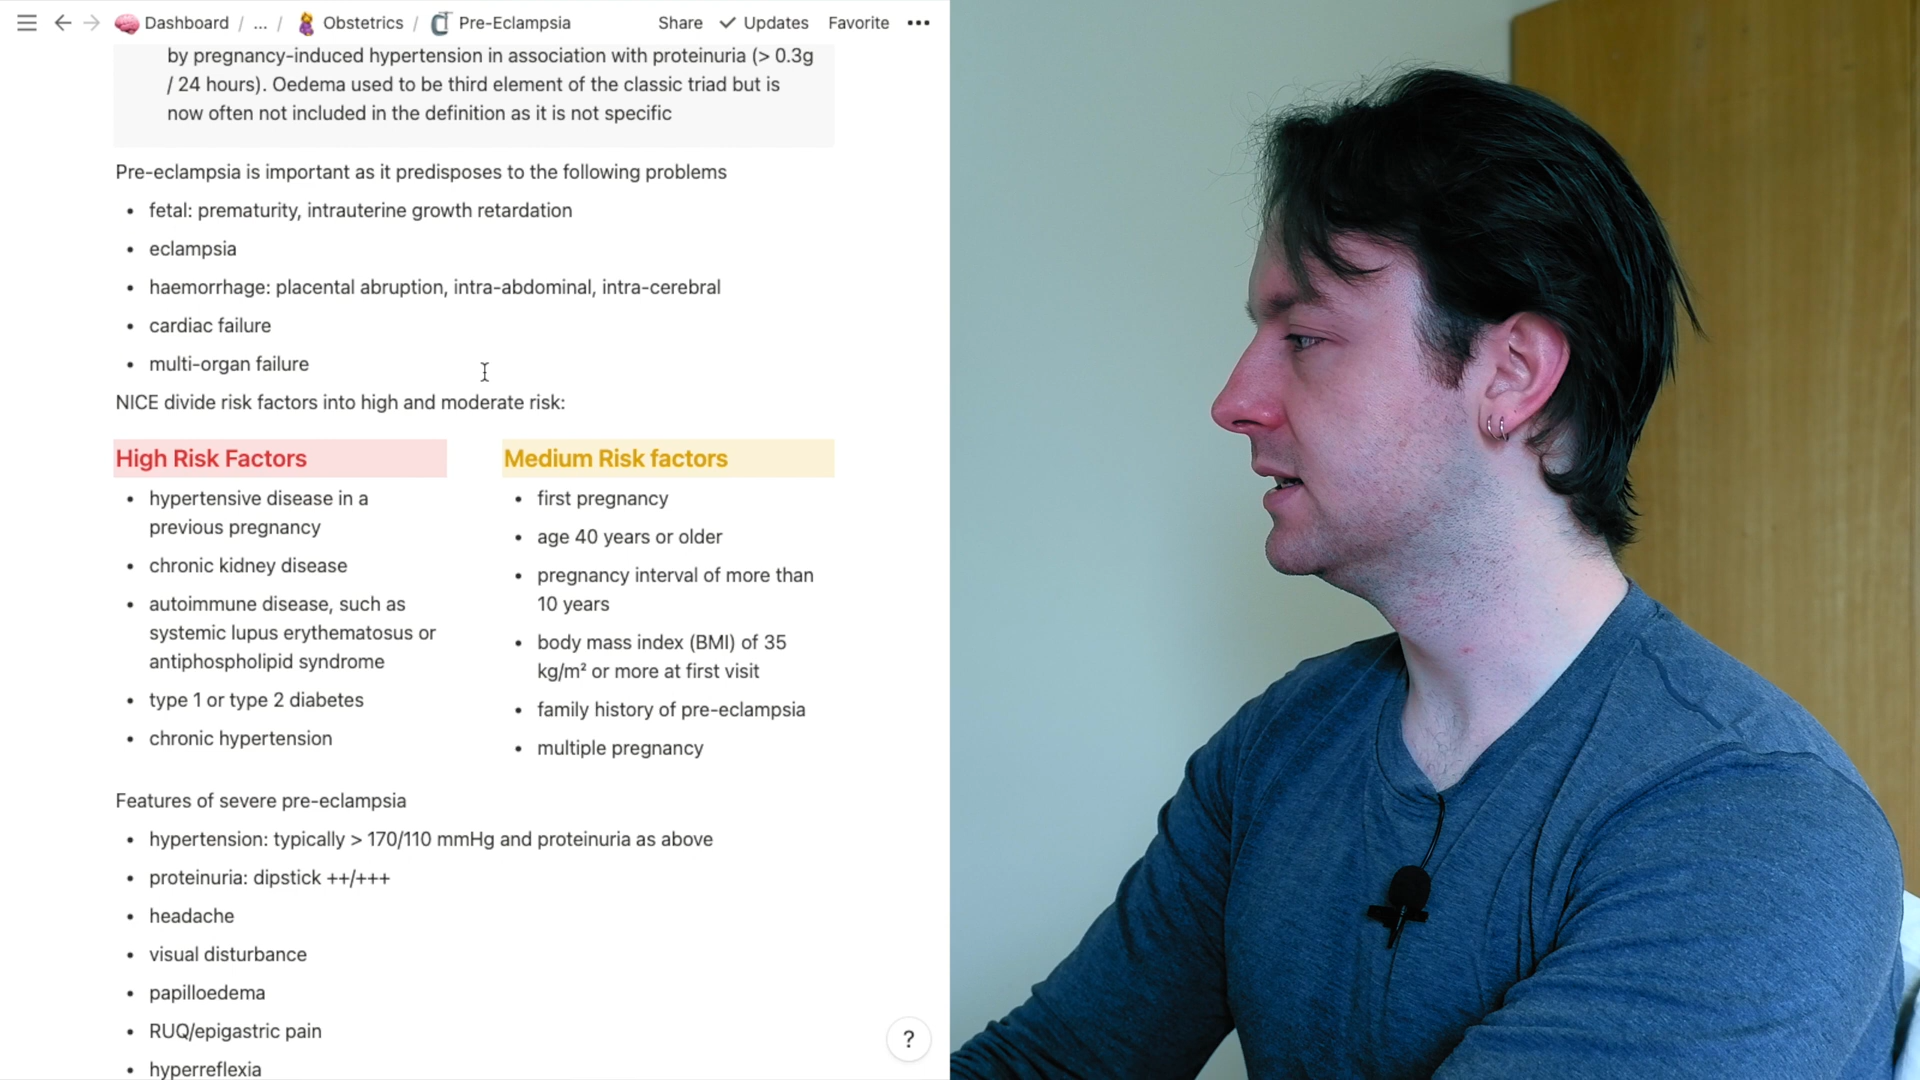 Dashboard / ... / Obstetrics / Pre-Eclampsia Share Updates Favorite •••
by pregnancy-induced hypertension in association with proteinuria (> 0.3g
/ 24 hours). Oedema used to be third element of the classic triad but is
now often not included in the definition as it is not specific
Pre-eclampsia is important as it predisposes to the following problems
• fetal: prematurity, intrauterine growth retardation
• eclampsia
• haemorrhage: placental abruption, intra-abdominal, intra-cerebral
• cardiac failure
• multi-organ failure
NICE divide risk factors into high and moderate risk:
High Risk Factors
• hypertensive disease in a
previous pregnancy
• chronic kidney disease
• autoimmune disease, such as
systemic lupus erythematosus or
antiphospholipid syndrome
• type 1 or type 2 diabetes
• chronic hypertension
Medium Risk factors
• first pregnancy
• age 40 years or older
• pregnancy interval of more than
10 years
• body mass index (BMI) of 35
kg/m² or more at first visit
• family history of pre-eclampsia
• multiple pregnancy
Features of severe pre-eclampsia
• hypertension: typically > 170/110 mmHg and proteinuria as above
• proteinuria: dipstick ++/+++
• headache
• visual disturbance
• papilloedema
• RUQ/epigastric pain
• hyperreflexia
?